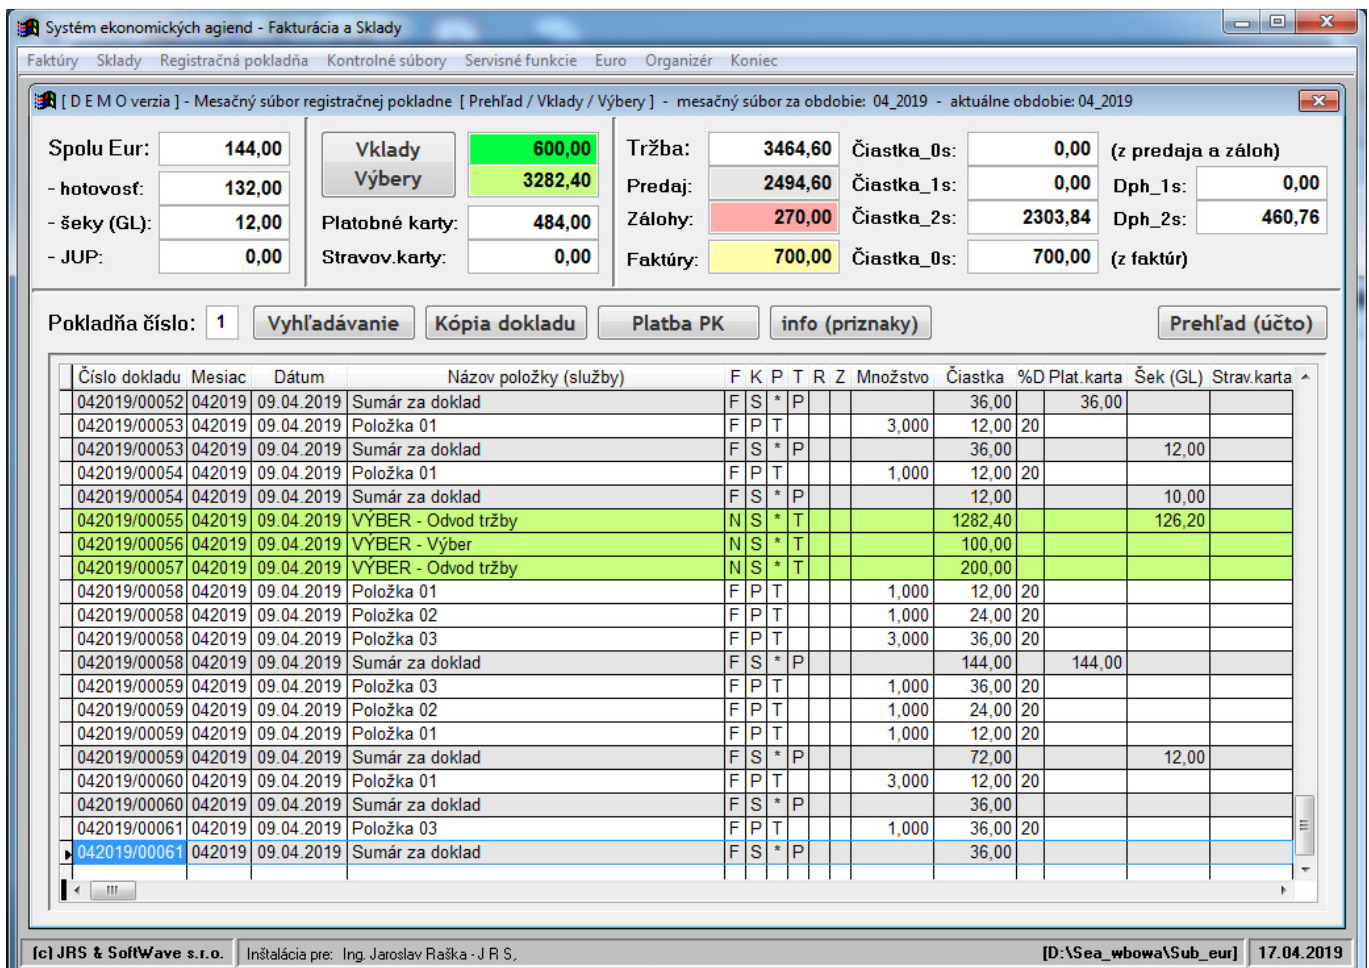 Systém ekonomických agiend - Fakturácia a Sklady
Faktúry Sklady Registračná pokladňa Kontrolné súbory Servisné funkcie Euro Organizér Koniec
[ D E M O verzia ] - Mesačný súbor registračnej pokladne [ Prehľad / Vklady / Výbery ] - mesačný súbor za obdobie: 04_2019 - aktuálne obdobie: 04_2019
Spolu Eur: 144,00 Vklady 600,00 Tržba: 3464,60 Čiastka_0s: 0,00 (z predaja a záloh)
- hotovosť: 132,00 Výbery 3282,40 Predaj: 2494,60 Čiastka_1s: 0,00 Dph_1s: 0,00
- šeky (GL): 12,00 Platobné karty: 484,00 Zálohy: 270,00 Čiastka_2s: 2303,84 Dph_2s: 460,76
- JUP: 0,00 Stravov.karty: 0,00 Faktúry: 700,00 Čiastka_0s: 700,00 (z faktúr)
Pokladňa číslo: 1 Vyhľadávanie Kópia dokladu Platba PK info (priznaky) Prehľad (účto)
Číslo dokladu Mesiac Dátum Názov položky (služby) F K P T R Z Množstvo Čiastka %D Plat.karta Šek (GL) Strav.karta
042019/00052 042019 09.04.2019 Sumár za doklad F S * P 36,00 36,00
042019/00053 042019 09.04.2019 Položka 01 F P T 3,000 12,00 20
042019/00053 042019 09.04.2019 Sumár za doklad F S * P 36,00 12,00
042019/00054 042019 09.04.2019 Položka 01 F P T 1,000 12,00 20
042019/00054 042019 09.04.2019 Sumár za doklad F S * P 12,00 10,00
042019/00055 042019 09.04.2019 VÝBER - Odvod tržby N S * T 1282,40 126,20
042019/00056 042019 09.04.2019 VÝBER - Výber N S * T 100,00
042019/00057 042019 09.04.2019 VÝBER - Odvod tržby N S * T 200,00
042019/00058 042019 09.04.2019 Položka 01 F P T 1,000 12,00 20
042019/00058 042019 09.04.2019 Položka 02 F P T 1,000 24,00 20
042019/00058 042019 09.04.2019 Položka 03 F P T 3,000 36,00 20
042019/00058 042019 09.04.2019 Sumár za doklad F S * P 144,00 144,00
042019/00059 042019 09.04.2019 Položka 03 F P T 1,000 36,00 20
042019/00059 042019 09.04.2019 Položka 02 F P T 1,000 24,00 20
042019/00059 042019 09.04.2019 Položka 01 F P T 1,000 12,00 20
042019/00059 042019 09.04.2019 Sumár za doklad F S * P 72,00 12,00
042019/00060 042019 09.04.2019 Položka 01 F P T 3,000 12,00 20
042019/00060 042019 09.04.2019 Sumár za doklad F S * P 36,00
042019/00061 042019 09.04.2019 Položka 03 F P T 1,000 36,00 20
042019/00061 042019 09.04.2019 Sumár za doklad F S * P 36,00
(c) JRS & SoftWave s.r.o. Inštalácia pre: Ing. Jaroslav Raška - J R S, [D:\Sea_wbowa\Sub_eur] 17.04.2019